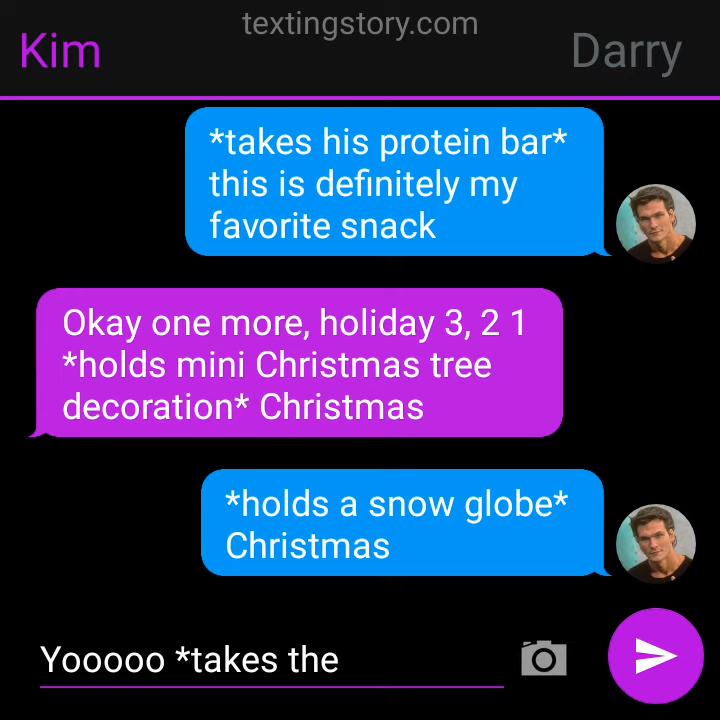 textingstory.com
Kim
Darry
*takes his protein bar*
this is definitely my
favorite snack
Okay one more, holiday 3, 2 1
*holds mini Christmas tree
decoration* Christmas
*holds a snow globe*
Christmas
Yooooo *takes the